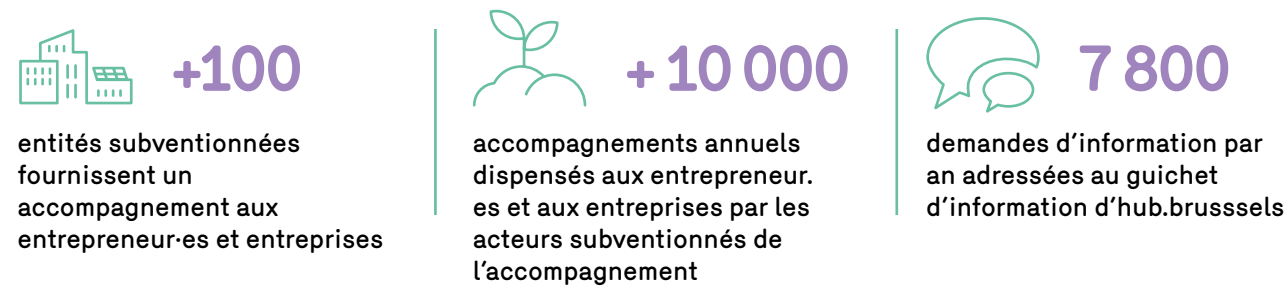 +100
entités subventionnées
fournissent un
accompagnement aux
entrepreneur·es et entreprises
+ 10 000
accompagnements annuels
dispensés aux entrepreneur.
es et aux entreprises par les
acteurs subventionnés de
l’accompagnement
7 800
demandes d’information par
an adressées au guichet
d’information d’hub.brusssels